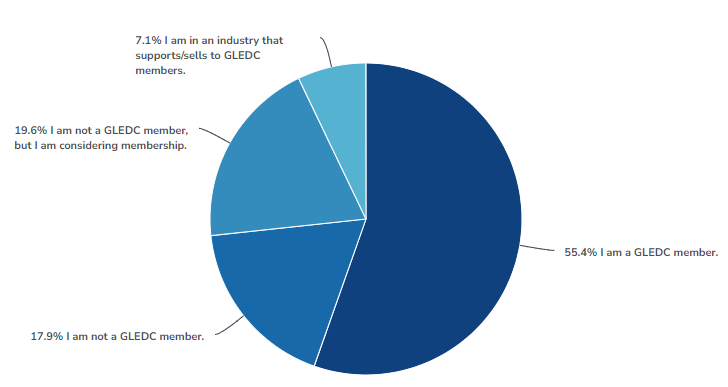 7.1% I am in an industry that
supports/sells to GLEDC
members.
19.6% I am not a GLEDC member,
but I am considering membership.
55.4% I am a GLEDC member.
17.9% I am not a GLEDC member.